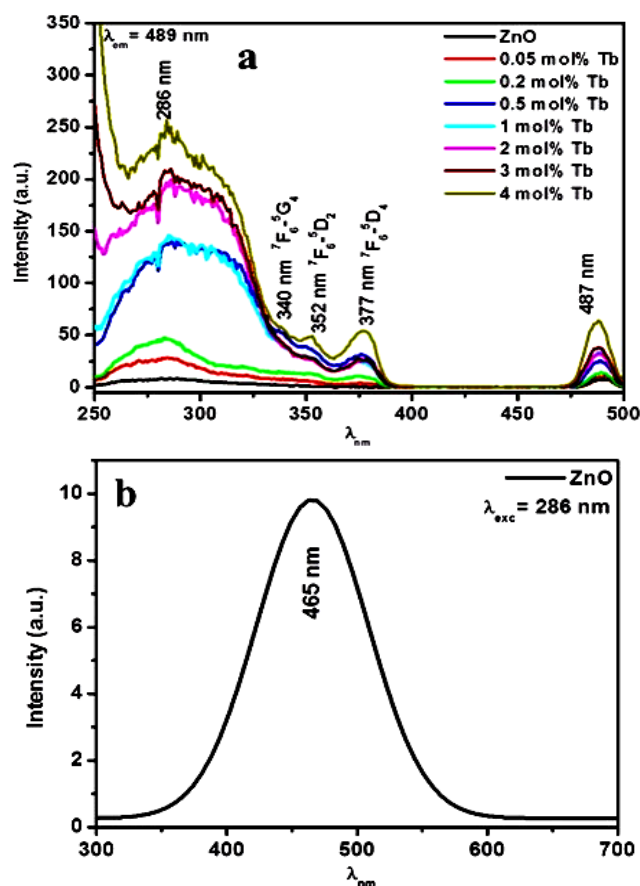 350
300
250
200
150
100
50
0
Intensity (a.u.)
λem = 489 nm
a
286 nm
340 nm ⁷F₆-⁵G₄
352 nm ⁷F₆-⁵D₂
377 nm ⁷F₆-⁵D₄
487 nm
ZnO
0.05 mol% Tb
0.2 mol% Tb
0.5 mol% Tb
1 mol% Tb
2 mol% Tb
3 mol% Tb
4 mol% Tb
250 300 350 400 450 500
λnm
b
10
8
6
4
2
0
Intensity (a.u.)
465 nm
ZnO
λexc = 286 nm
300 400 500 600 700
λnm